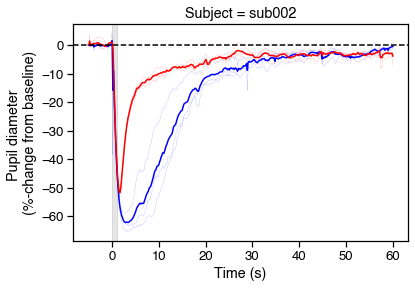 Subject = sub002
Pupil diameter
(%-change from baseline)
0
−10
−20
−30
−40
−50
−60
0 10 20 30 40 50 60
Time (s)